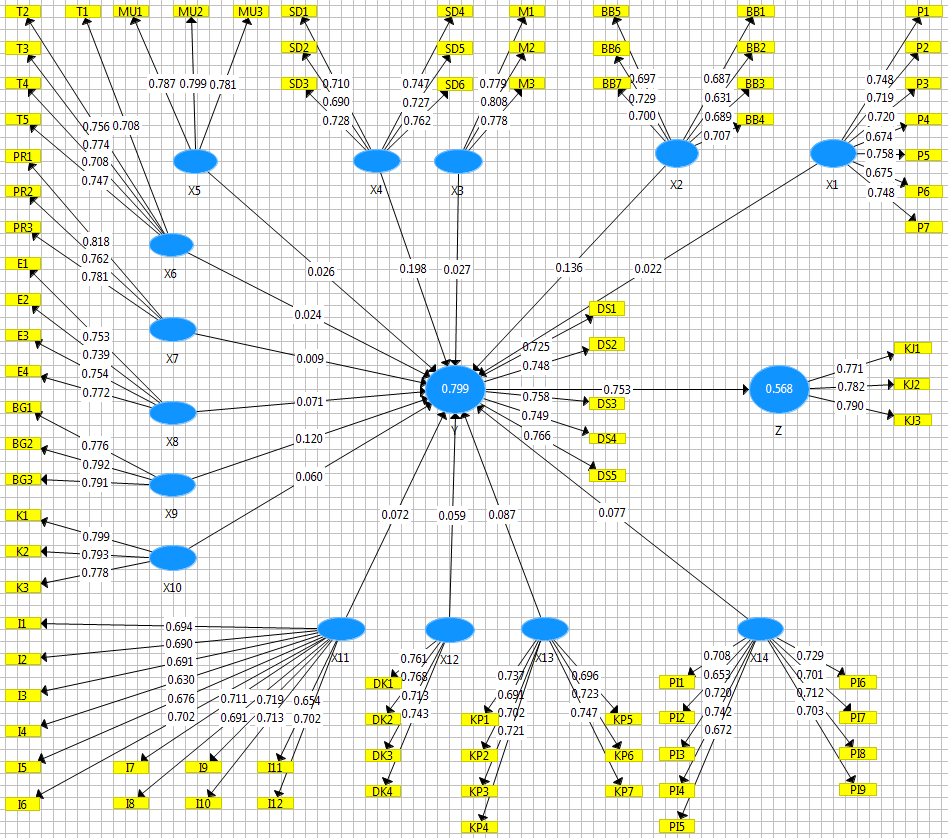 T2 T1 MU1 MU2 MU3 SD1 SD4 M1 BB5 BB1 P1
T3 SD2 SD5 M2 BB6 BB2 P2
T4 0.787 0.799 0.781 SD3 0.710 0.747 SD6 0.779 M3 BB7 0.697 0.687 BB3 0.748 P3
0.690 0.727 0.808 0.729 0.631 0.719
T5 0.756 0.708 0.728 0.762 0.778 0.700 0.689 BB4 0.720 P4
0.774 0.707 0.674
PR1 0.708 0.758 P5
0.747 0.675
PR2 X5 X4 X3 X2 X1 0.748 P6
PR3 0.818 P7
0.762
E1 0.781 X6 0.026 0.198 0.027 0.136 0.022
E2 0.024 DS1
E3 0.753 0.725 DS2 KJ1
0.739 X7 0.009 0.748
E4 0.754 0.771
0.772 0.799 0.753 0.568 0.782 KJ2
BG1 0.071 0.758 DS3 0.790 KJ3
0.749
X8 0.120 Y 0.766 DS4 Z
BG2 0.776
0.792
BG3 0.791 0.060 DS5
K1 X9 0.072 0.059 0.087 0.077
0.799
K2 0.793
K3 0.778 X10
I1 0.694
I2 0.690 X11 0.761 X12 X13 0.708 X14 0.729
0.691 0.768 0.737 0.696 0.653 0.701
I3 0.630 DK1 0.713 0.691 0.723 PI1 0.720 0.712 PI6
0.676 0.711 0.719 0.654 0.743 0.702 0.747 0.742 0.703
I4 0.702 0.691 0.713 0.702 DK2 KP1 0.721 KP5 PI2 0.672 PI7
I5 I7 I9 I11 DK3 KP2 KP6 PI3 PI8
I6 I8 I10 I12 DK4 KP3 KP7 PI4 PI9
KP4 PI5